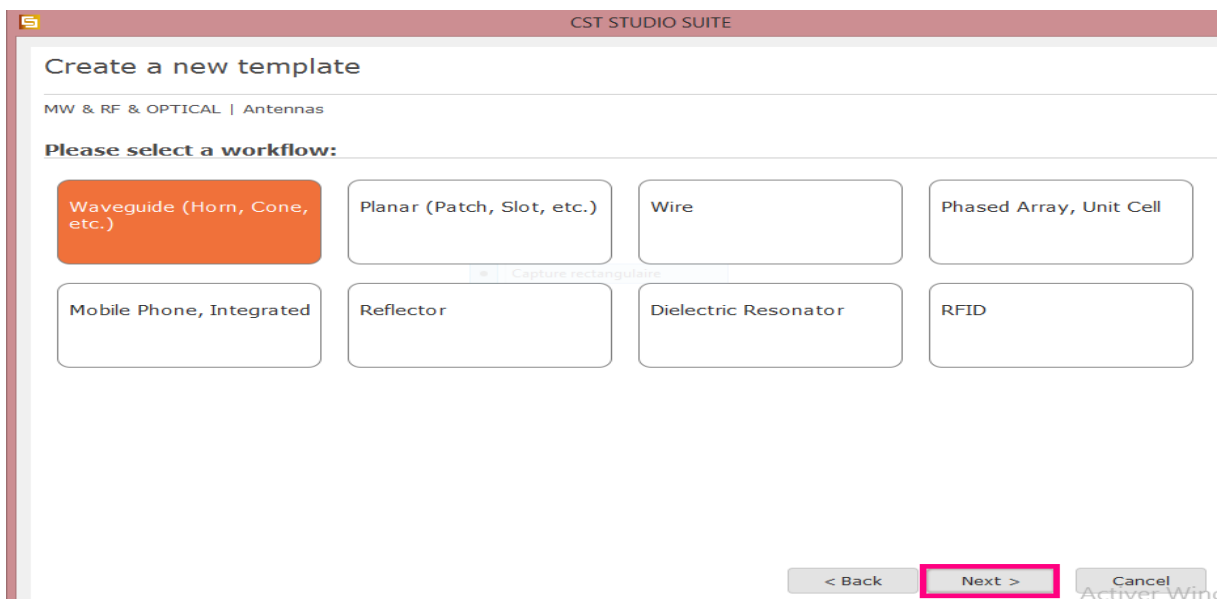 CST STUDIO SUITE
Create a new template
MW & RF & OPTICAL | Antennas
Please select a workflow:
Waveguide (Horn, Cone,
etc.)
Planar (Patch, Slot, etc.)
Wire
Phased Array, Unit Cell
Capture rectangulaire
Mobile Phone, Integrated
Reflector
Dielectric Resonator
RFID
< Back
Next >
Cancel
Activer Wind